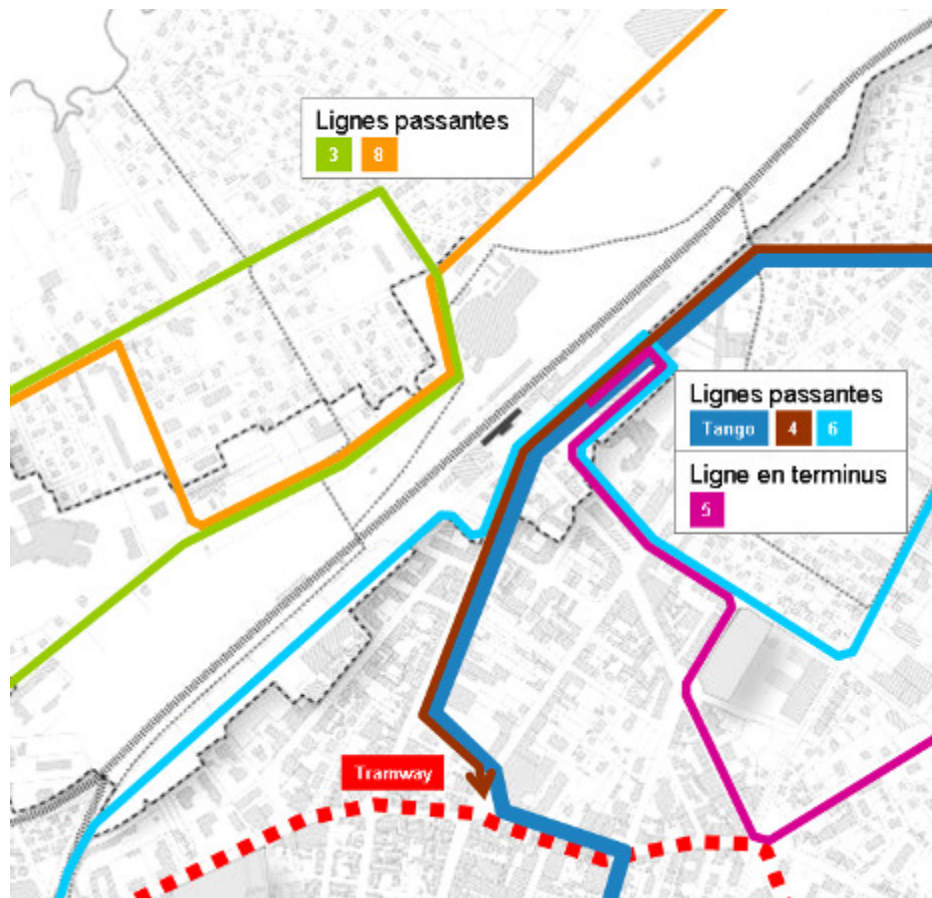 Lignes passantes
3 8
Lignes passantes
Tango 4 6
Ligne en terminus
5
Tramway